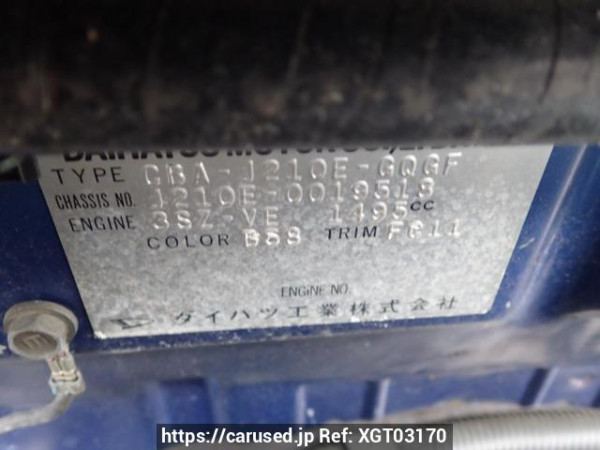 DAIHATSU MOTOR CO., LTD.
TYPE CBA-J210E-GQGF
CHASSIS NO. J210E-0019518
ENGINE 3SZ-VE 1495cc
COLOR B58 TRIM FC11
ENGINE NO.
ダイハツ工業株式会社
https://carused.jp Ref: XGT03170